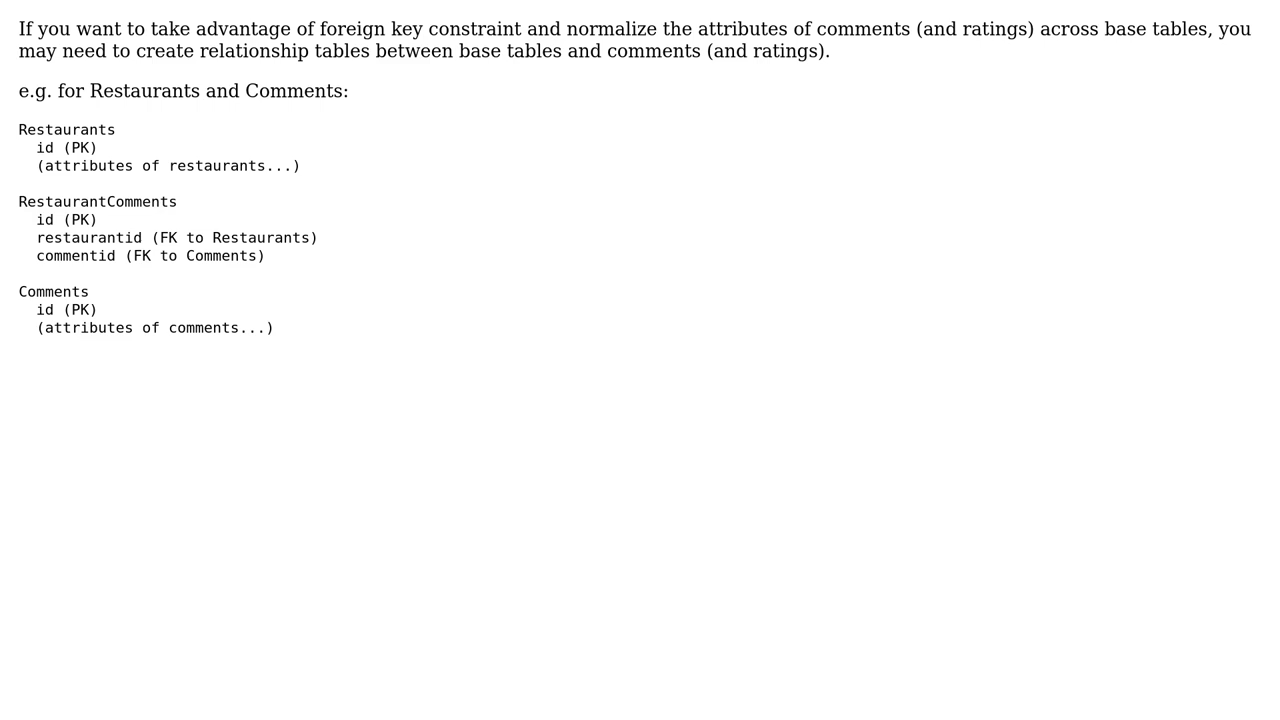 If you want to take advantage of foreign key constraint and normalize the attributes of comments (and ratings) across base tables, you
may need to create relationship tables between base tables and comments (and ratings).
e.g. for Restaurants and Comments:
Restaurants
  id (PK)
  (attributes of restaurants...)
RestaurantComments
  id (PK)
  restaurantid (FK to Restaurants)
  commentid (FK to Comments)
Comments
  id (PK)
  (attributes of comments...)